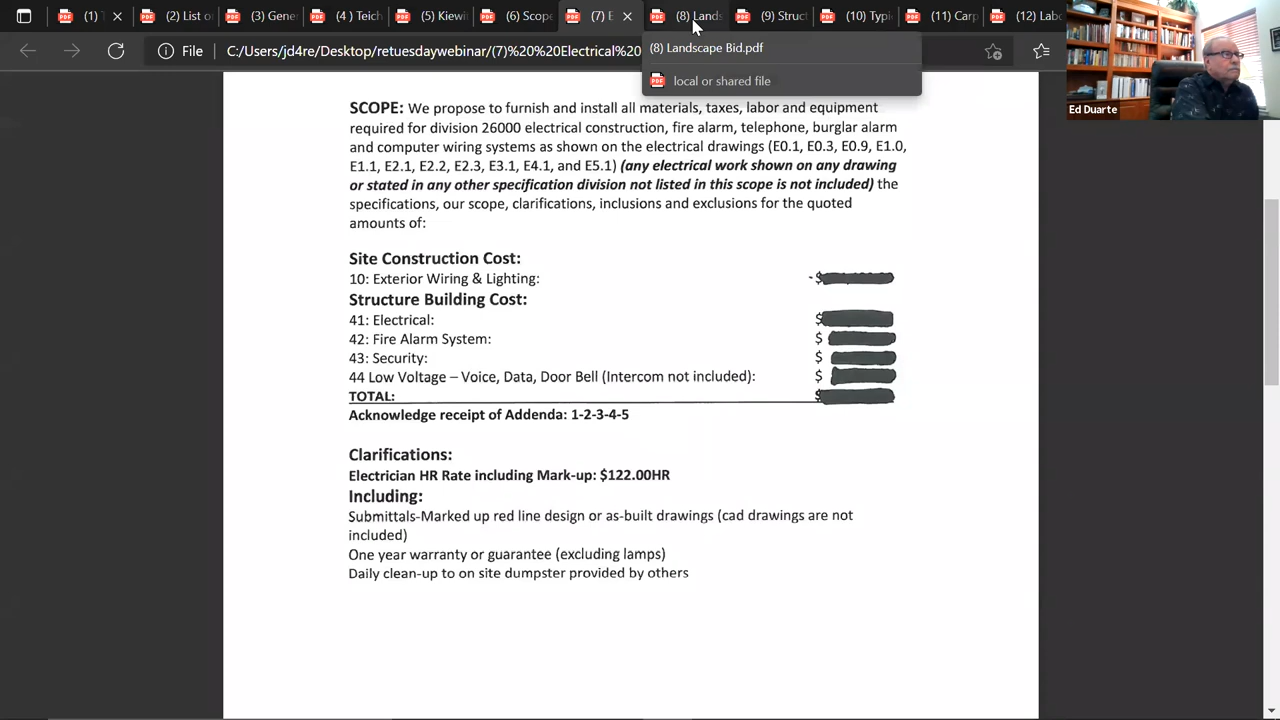 (1) T
(2) List o
(3) Gene
(4 ) Teich
( ) Kiewi
(6) Scope
(7) E
(8) Lands
(9) Struct
(10) Typi
(11) Carp
(12) Labo
File
C:/Users/jd4re/Desktop/retuesdaywebinar/(7)%20%20Electrical%20
(8) Landscape Bid.pdf
local or shared file
Ed Duarte
SCOPE: We propose to furnish and install all materials, taxes, labor and equipment
required for division 26000 electrical construction, fire alarm, telephone, burglar alarm
and computer wiring systems as shown on the electrical drawings (E0.1, E0.3, E0.9, E1.0,
E1.1, E2.1, E2.2, E2.3, E3.1, E4.1, and E5.1) (any electrical work shown on any drawing
or stated in any other specification division not listed in this scope is not included) the
specifications, our scope, clarifications, inclusions and exclusions for the quoted
amounts of:
Site Construction Cost:
10: Exterior Wiring & Lighting: $
Structure Building Cost:
41: Electrical: $
42: Fire Alarm System: $
43: Security: $
44 Low Voltage – Voice, Data, Door Bell (Intercom not included): $
TOTAL: $
Acknowledge receipt of Addenda: 1-2-3-4-5
Clarifications:
Electrician HR Rate including Mark-up: $122.00HR
Including:
Submittals-Marked up red line design or as-built drawings (cad drawings are not
included)
One year warranty or guarantee (excluding lamps)
Daily clean-up to on site dumpster provided by others